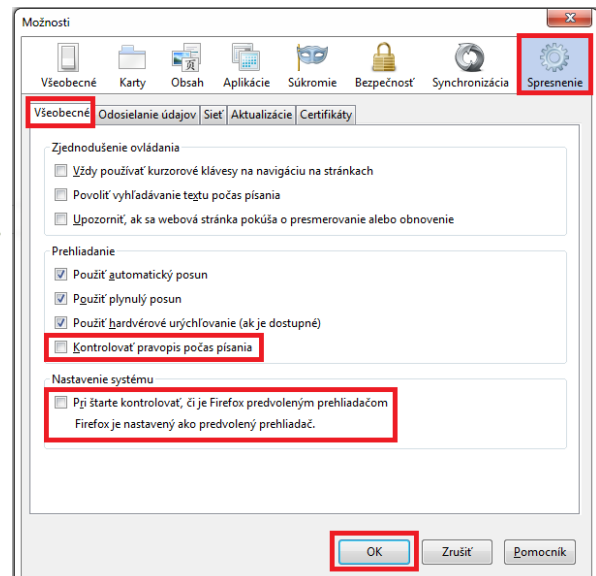 Možnosti
X
Všeobecné Karty Obsah Aplikácie Súkromie Bezpečnosť Synchronizácia Spresnenie
Všeobecné Odosielanie údajov Sieť Aktualizácie Certifikáty
Zjednodušenie ovládania
Vždy používať kurzorové klávesy na navigáciu na stránkach
Povoliť vyhľadávanie textu počas písania
Upozorniť, ak sa webová stránka pokúša o presmerovanie alebo obnovenie
Prehliadanie
Použiť automatický posun
Použiť plynulý posun
Použiť hardvérové urýchľovanie (ak je dostupné)
Kontrolovať pravopis počas písania
Nastavenie systému
Pri štarte kontrolovať, či je Firefox predvoleným prehliadačom
Firefox je nastavený ako predvolený prehliadač.
OK Zrušiť Pomocník